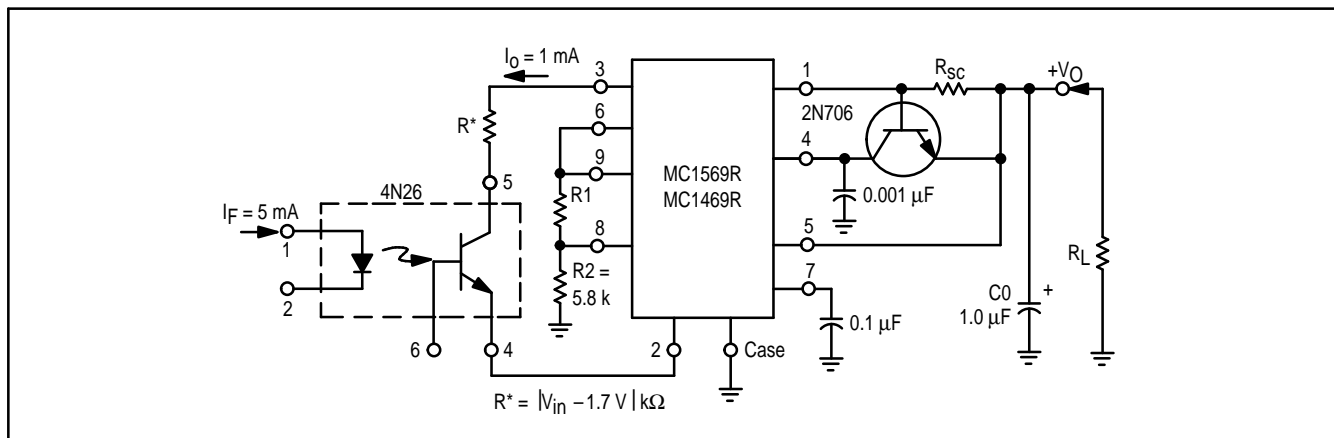 I_o = 1 mA
3
1
R_sc
+V_O
2N706
R*
6
4
9
MC1569R
MC1469R
5
4N26
R1
0.001 µF
I_F = 5 mA
1
8
5
R_L
R2 =
5.8 k
7
C0
1.0 µF
+
2
0.1 µF
6
4
2
Case
R* = |V_in – 1.7 V| kΩ